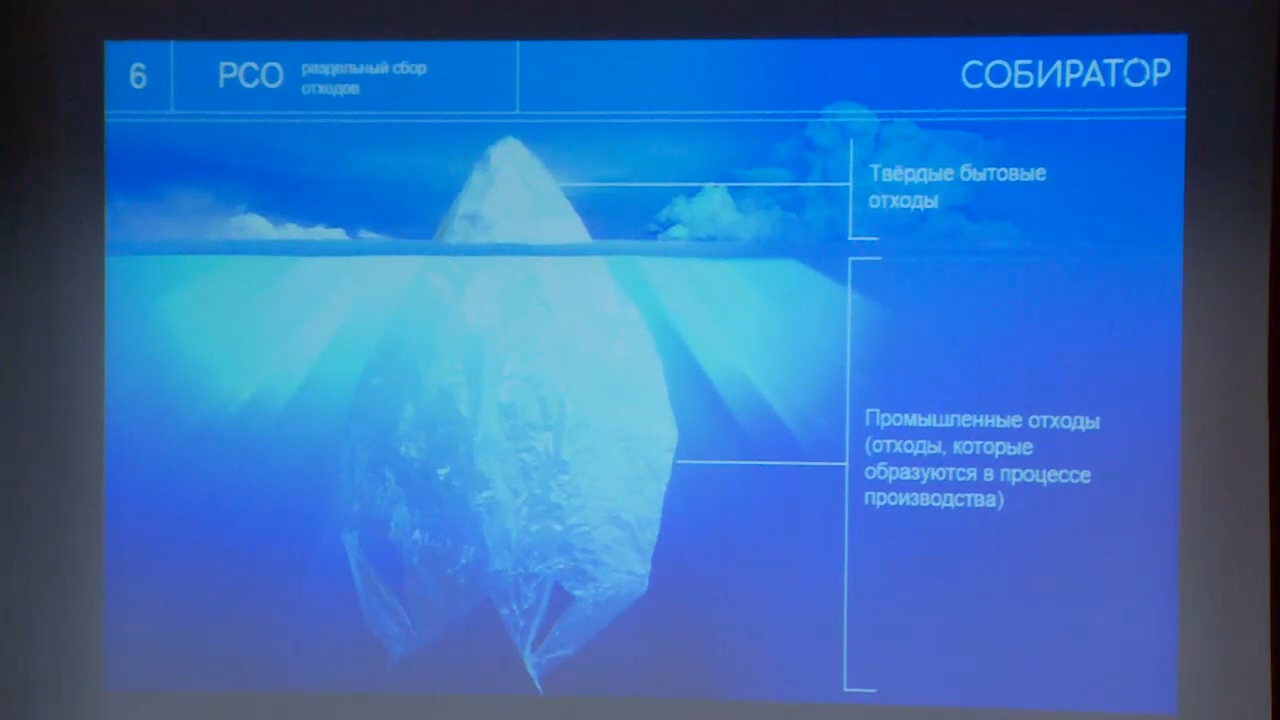 6
РСО
раздельный сбор
отходов
СОБИРАТОР
Твёрдые бытовые
отходы
Промышленные отходы
(отходы, которые
образуются в процессе
производства)